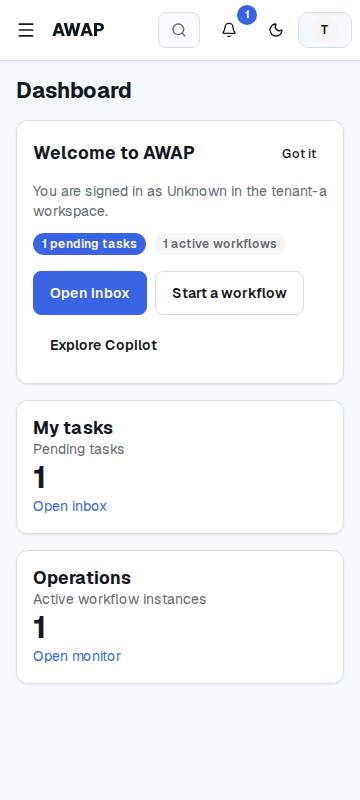 AWAP
1
T
Dashboard
Welcome to AWAP
Got it
You are signed in as Unknown in the tenant-a
workspace.
1 pending tasks
1 active workflows
Open Inbox
Start a workflow
Explore Copilot
My tasks
Pending tasks
1
Open inbox
Operations
Active workflow instances
1
Open monitor